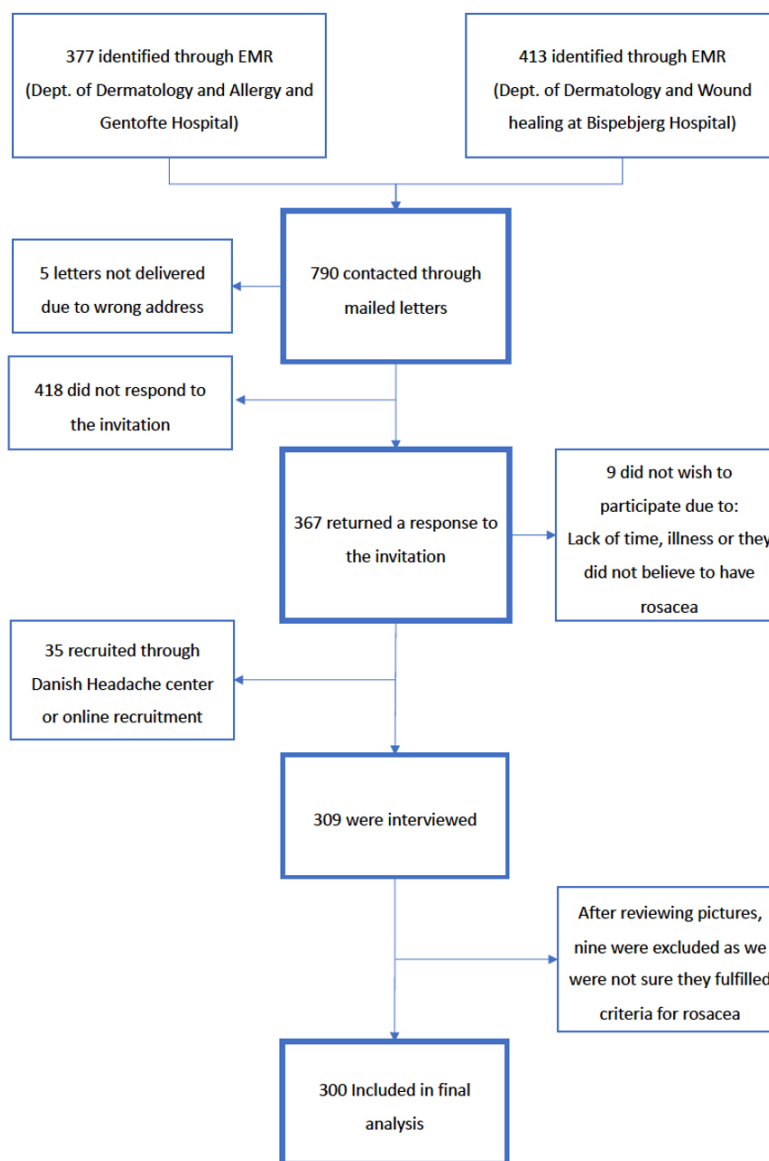 377 identified through EMR
(Dept. of Dermatology and Allergy and
Gentofte Hospital)
413 identified through EMR
(Dept. of Dermatology and Wound
healing at Bispebjerg Hospital)
790 contacted through
mailed letters
5 letters not delivered
due to wrong address
418 did not respond to
the invitation
367 returned a response to
the invitation
9 did not wish to
participate due to:
Lack of time, illness or they
did not believe to have
rosacea
35 recruited through
Danish Headache center
or online recruitment
309 were interviewed
After reviewing pictures,
nine were excluded as we
were not sure they fulfilled
criteria for rosacea
300 Included in final
analysis